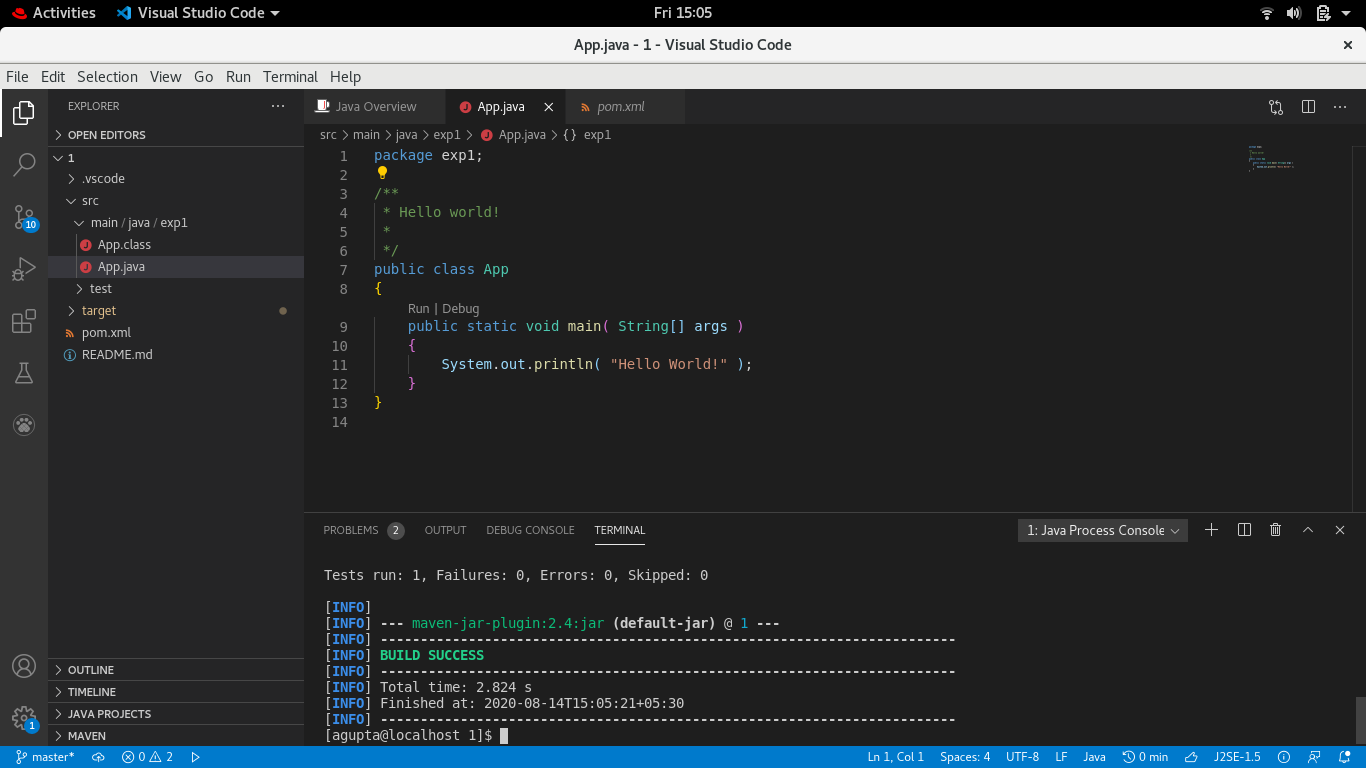 Activities Visual Studio Code Fri 15:05
App.java - 1 - Visual Studio Code
File Edit Selection View Go Run Terminal Help
EXPLORER
OPEN EDITORS
1
.vscode
src
main / java / exp1
App.class
App.java
test
target
pom.xml
README.md
OUTLINE
TIMELINE
JAVA PROJECTS
MAVEN
10
1
Java Overview App.java pom.xml
src > main > java > exp1 > App.java > {} exp1
1 package exp1;
2
3 /**
4 * Hello world!
5 *
6 */
7 public class App
8 {
Run | Debug
9 public static void main( String[] args )
10 {
11 System.out.println( "Hello World!" );
12 }
13 }
14
PROBLEMS 2 OUTPUT DEBUG CONSOLE TERMINAL 1: Java Process Console
Tests run: 1, Failures: 0, Errors: 0, Skipped: 0
[INFO]
[INFO] --- maven-jar-plugin:2.4:jar (default-jar) @ 1 ---
[INFO] ------------------------------------------------------------------------
[INFO] BUILD SUCCESS
[INFO] ------------------------------------------------------------------------
[INFO] Total time: 2.824 s
[INFO] Finished at: 2020-08-14T15:05:21+05:30
[INFO] ------------------------------------------------------------------------
[agupta@localhost 1]$
master* 0 2 Ln 1, Col 1 Spaces: 4 UTF-8 LF Java 0 min J2SE-1.5